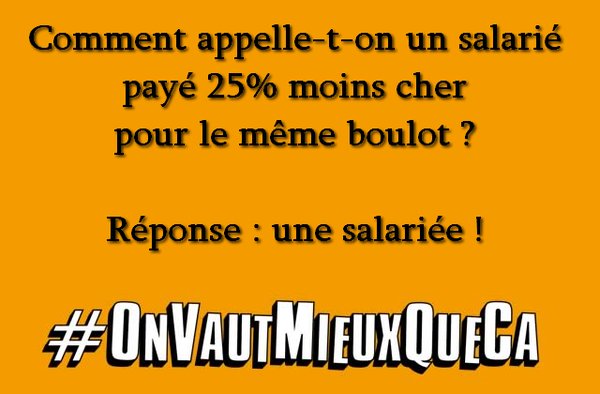 Comment appelle-t-on un salarié
payé 25% moins cher
pour le même boulot ?
Réponse : une salariée !
#ONVAUTMIEUXQUECA